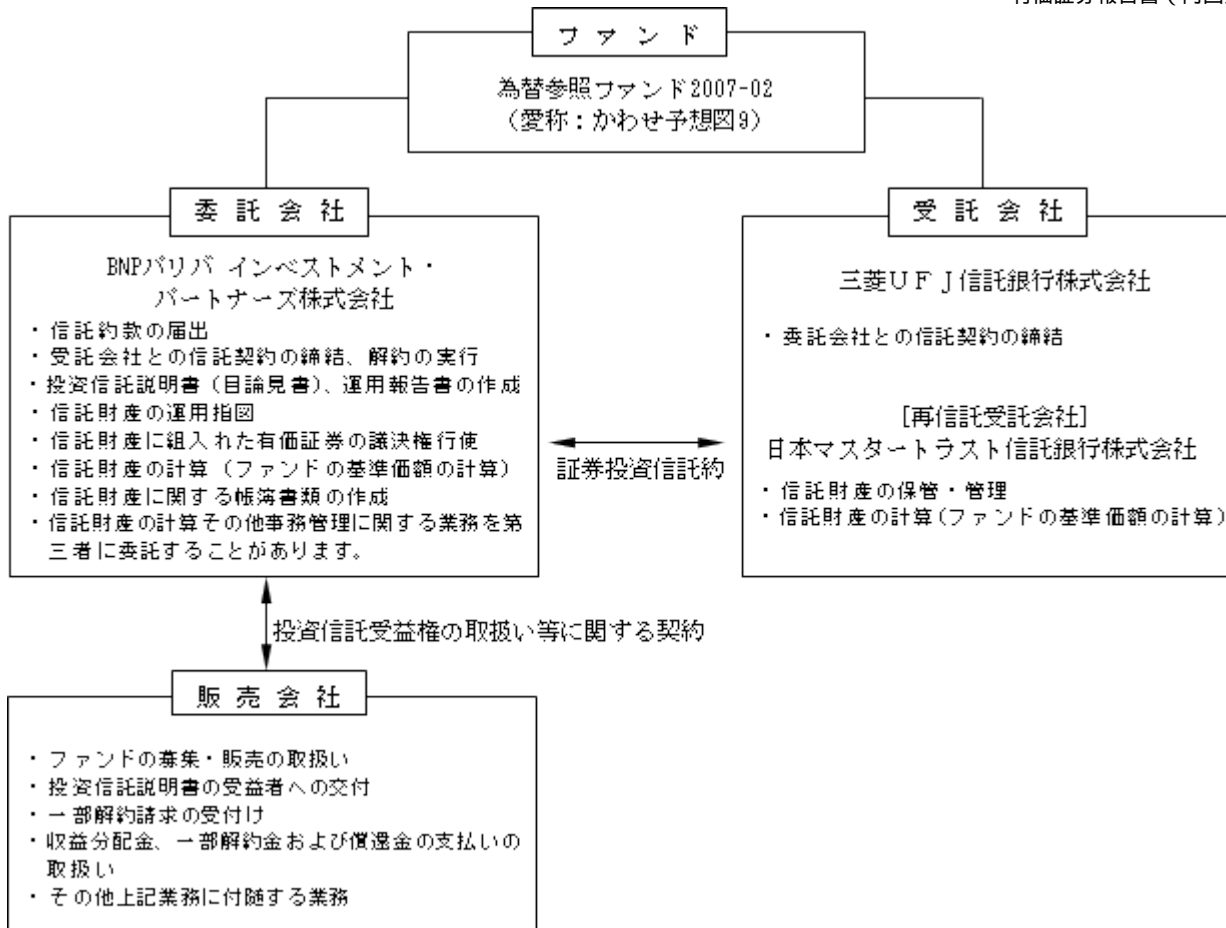 ファンド
為替参照ファンド2007-02
(愛称:かわせ予想図9)
委託会社
BNPパリバ インベストメント・
パートナーズ株式会社
・信託約款の届出
・受託会社との信託契約の締結、解約の実行
・投資信託説明書(目論見書)、運用報告書の作成
・信託財産の運用指図
・信託財産に組入れた有価証券の議決権行使
・信託財産の計算(ファンドの基準価額の計算)
・信託財産に関する帳簿書類の作成
・信託財産の計算その他事務管理に関する業務を第
三者に委託することがあります。
証券投資信託約
受託会社
三菱UFJ信託銀行株式会社
・委託会社との信託契約の締結
[再信託受託会社]
日本マスタートラスト信託銀行株式会社
・信託財産の保管・管理
・信託財産の計算(ファンドの基準価額の計算)
投資信託受益権の取扱い等に関する契約
販売会社
・ファンドの募集・販売の取扱い
・投資信託説明書の受益者への交付
・一部解約請求の受付け
・収益分配金、一部解約金および償還金の支払いの
取扱い
・その他上記業務に付随する業務